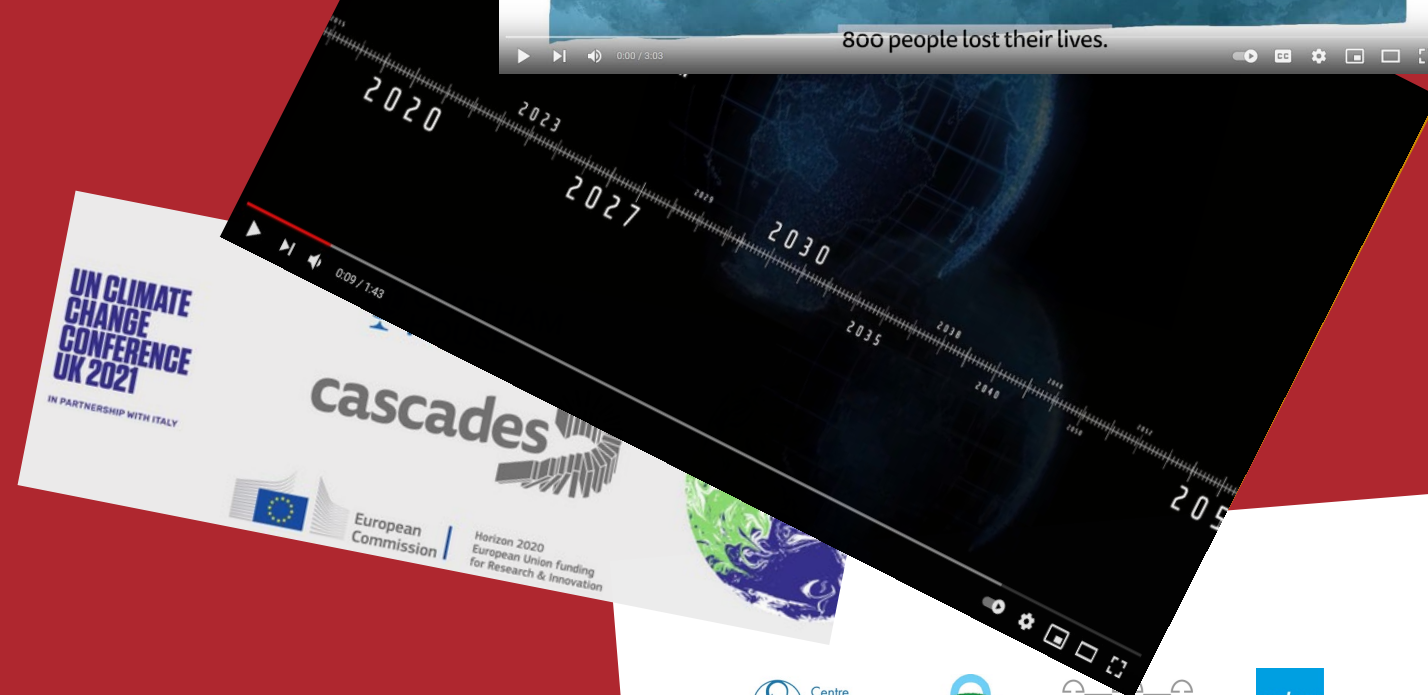 800 people lost their lives.
0:00 / 3:03
2020
2023
2027
2029
2030
2035
2038
2040
0:09 / 1:43
UN CLIMATE
CHANGE
CONFERENCE
UK 2021
IN PARTNERSHIP WITH ITALY
cascades
European
Commission
Horizon 2020
European Union funding
for Research & Innovation
Centre